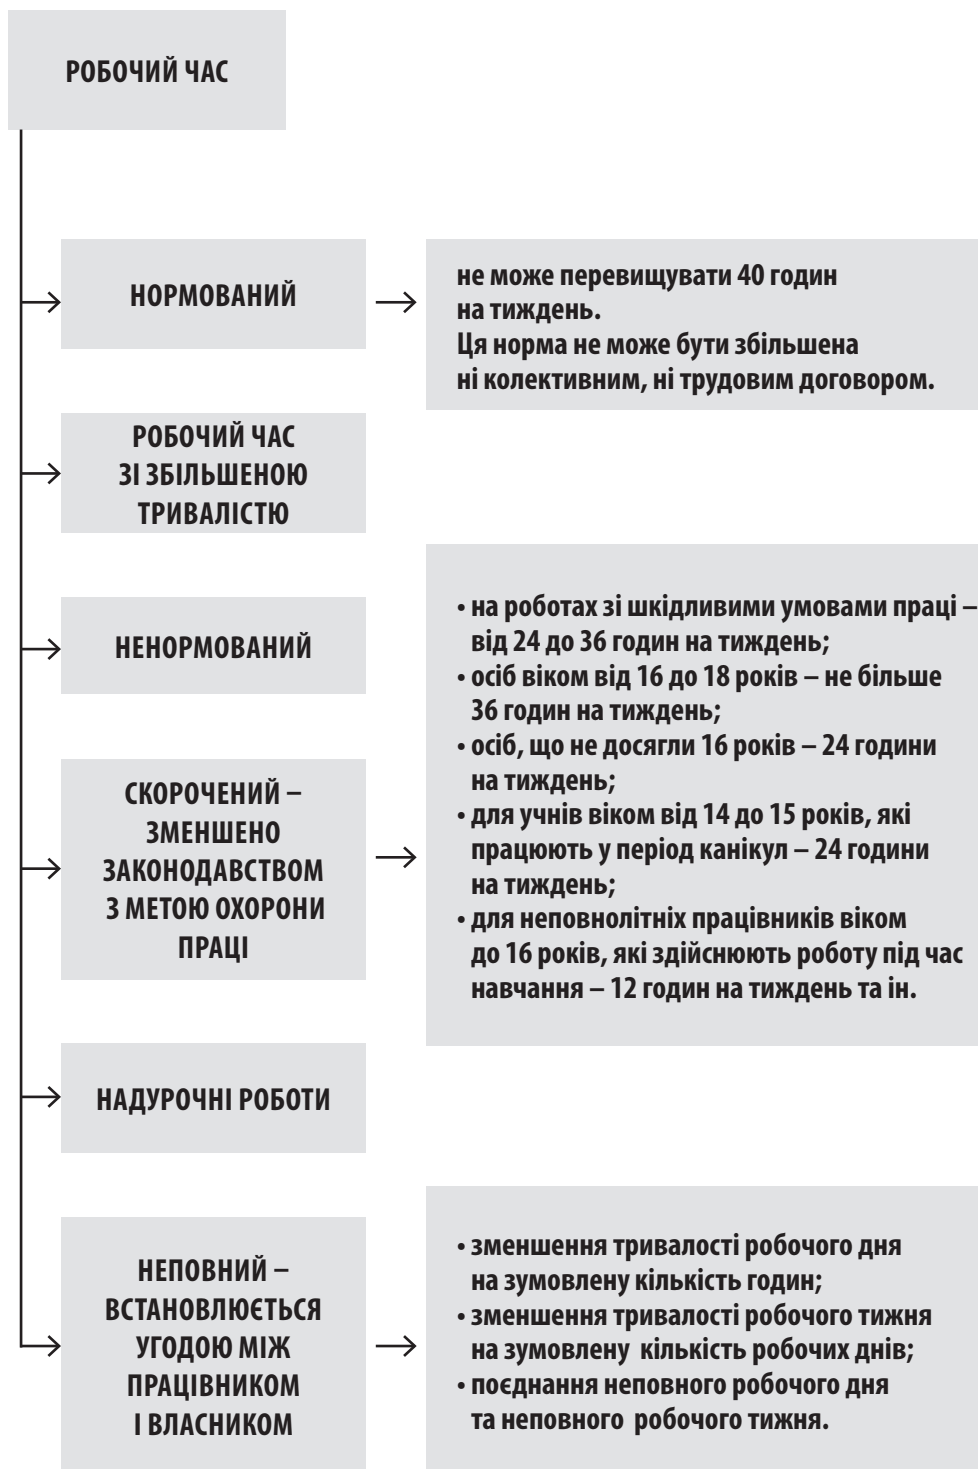 РОБОЧИЙ ЧАС
НОРМОВАНИЙ
не може перевищувати 40 годин
на тиждень.
Ця норма не може бути збільшена
ні колективним, ні трудовим договором.
РОБОЧИЙ ЧАС
ЗІ ЗБІЛЬШЕНОЮ
ТРИВАЛІСТЮ
НЕНОРМОВАНИЙ
СКОРОЧЕНИЙ –
ЗМЕНШЕНО
ЗАКОНОДАВСТВОМ
З МЕТОЮ ОХОРОНИ
ПРАЦІ
• на роботах зі шкідливими умовами праці –
від 24 до 36 годин на тиждень;
• осіб віком від 16 до 18 років – не більше
36 годин на тиждень;
• осіб, що не досягли 16 років – 24 години
на тиждень;
• для учнів віком від 14 до 15 років, які
працюють у період канікул – 24 години
на тиждень;
• для неповнолітніх працівників віком
до 16 років, які здійснюють роботу під час
навчання – 12 годин на тиждень та ін.
НАДУРОЧНІ РОБОТИ
НЕПОВНИЙ –
ВСТАНОВЛЮЄТЬСЯ
УГОДОЮ МІЖ
ПРАЦІВНИКОМ
І ВЛАСНИКОМ
• зменшення тривалості робочого дня
на зумовлену кількість годин;
• зменшення тривалості робочого тижня
на зумовлену кількість робочих днів;
• поєднання неповного робочого дня
та неповного робочого тижня.